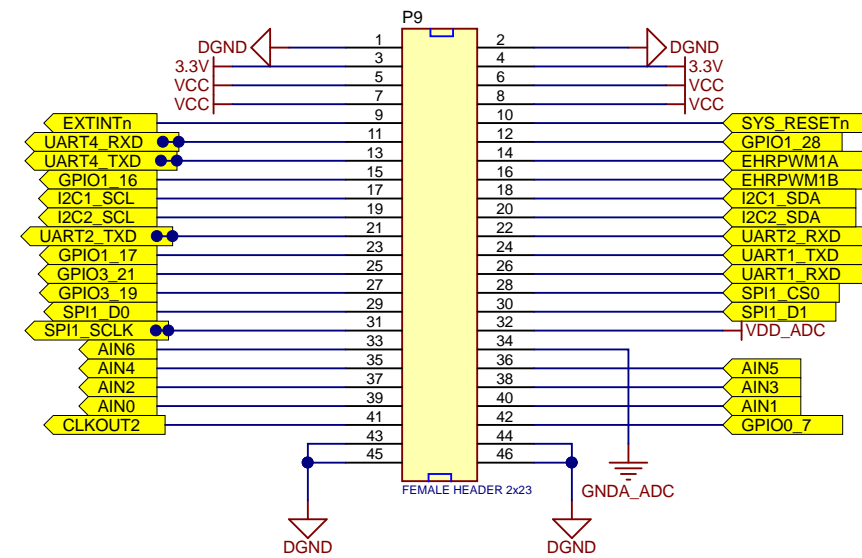 P9
DGND 1 2 DGND
3.3V 3 4 3.3V
VCC 5 6 VCC
VCC 7 8 VCC
EXTINTn 9 10 SYS_RESETn
UART4_RXD 11 12 GPIO1_28
UART4_TXD 13 14 EHRPWM1A
GPIO1_16 15 16 EHRPWM1B
I2C1_SCL 17 18 I2C1_SDA
I2C2_SCL 19 20 I2C2_SDA
UART2_TXD 21 22 UART2_RXD
GPIO1_17 23 24 UART1_TXD
GPIO3_21 25 26 UART1_RXD
GPIO3_19 27 28 SPI1_CS0
SPI1_D0 29 30 SPI1_D1
SPI1_SCLK 31 32 VDD_ADC
AIN6 33 34
AIN4 35 36 AIN5
AIN2 37 38 AIN3
AIN0 39 40 AIN1
CLKOUT2 41 42 GPIO0_7
43 44
45 46
FEMALE HEADER 2x23 GNDA_ADC
DGND DGND